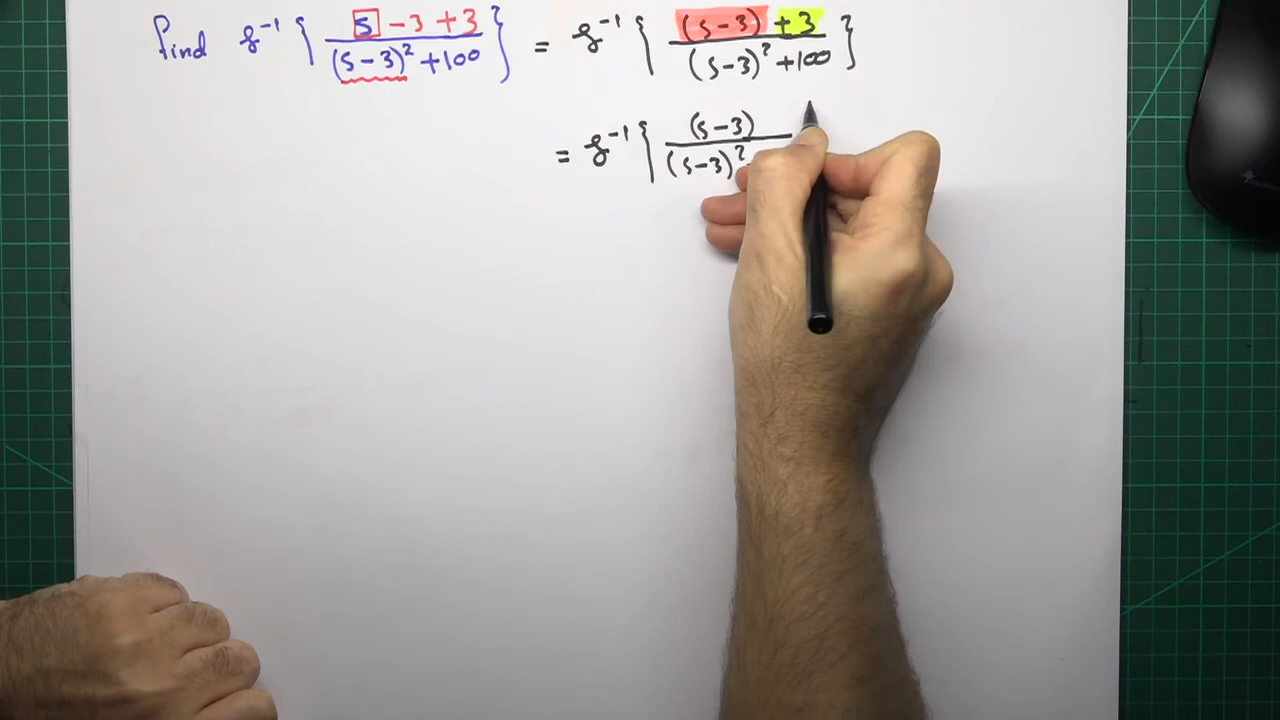 find ℒ⁻¹ { (s - 3 + 3) / ((s-3)² + 100) } = ℒ⁻¹ { ((s-3) + 3) / ((s-3)² + 100) }
= ℒ⁻¹ { (s-3) / (s-3)²